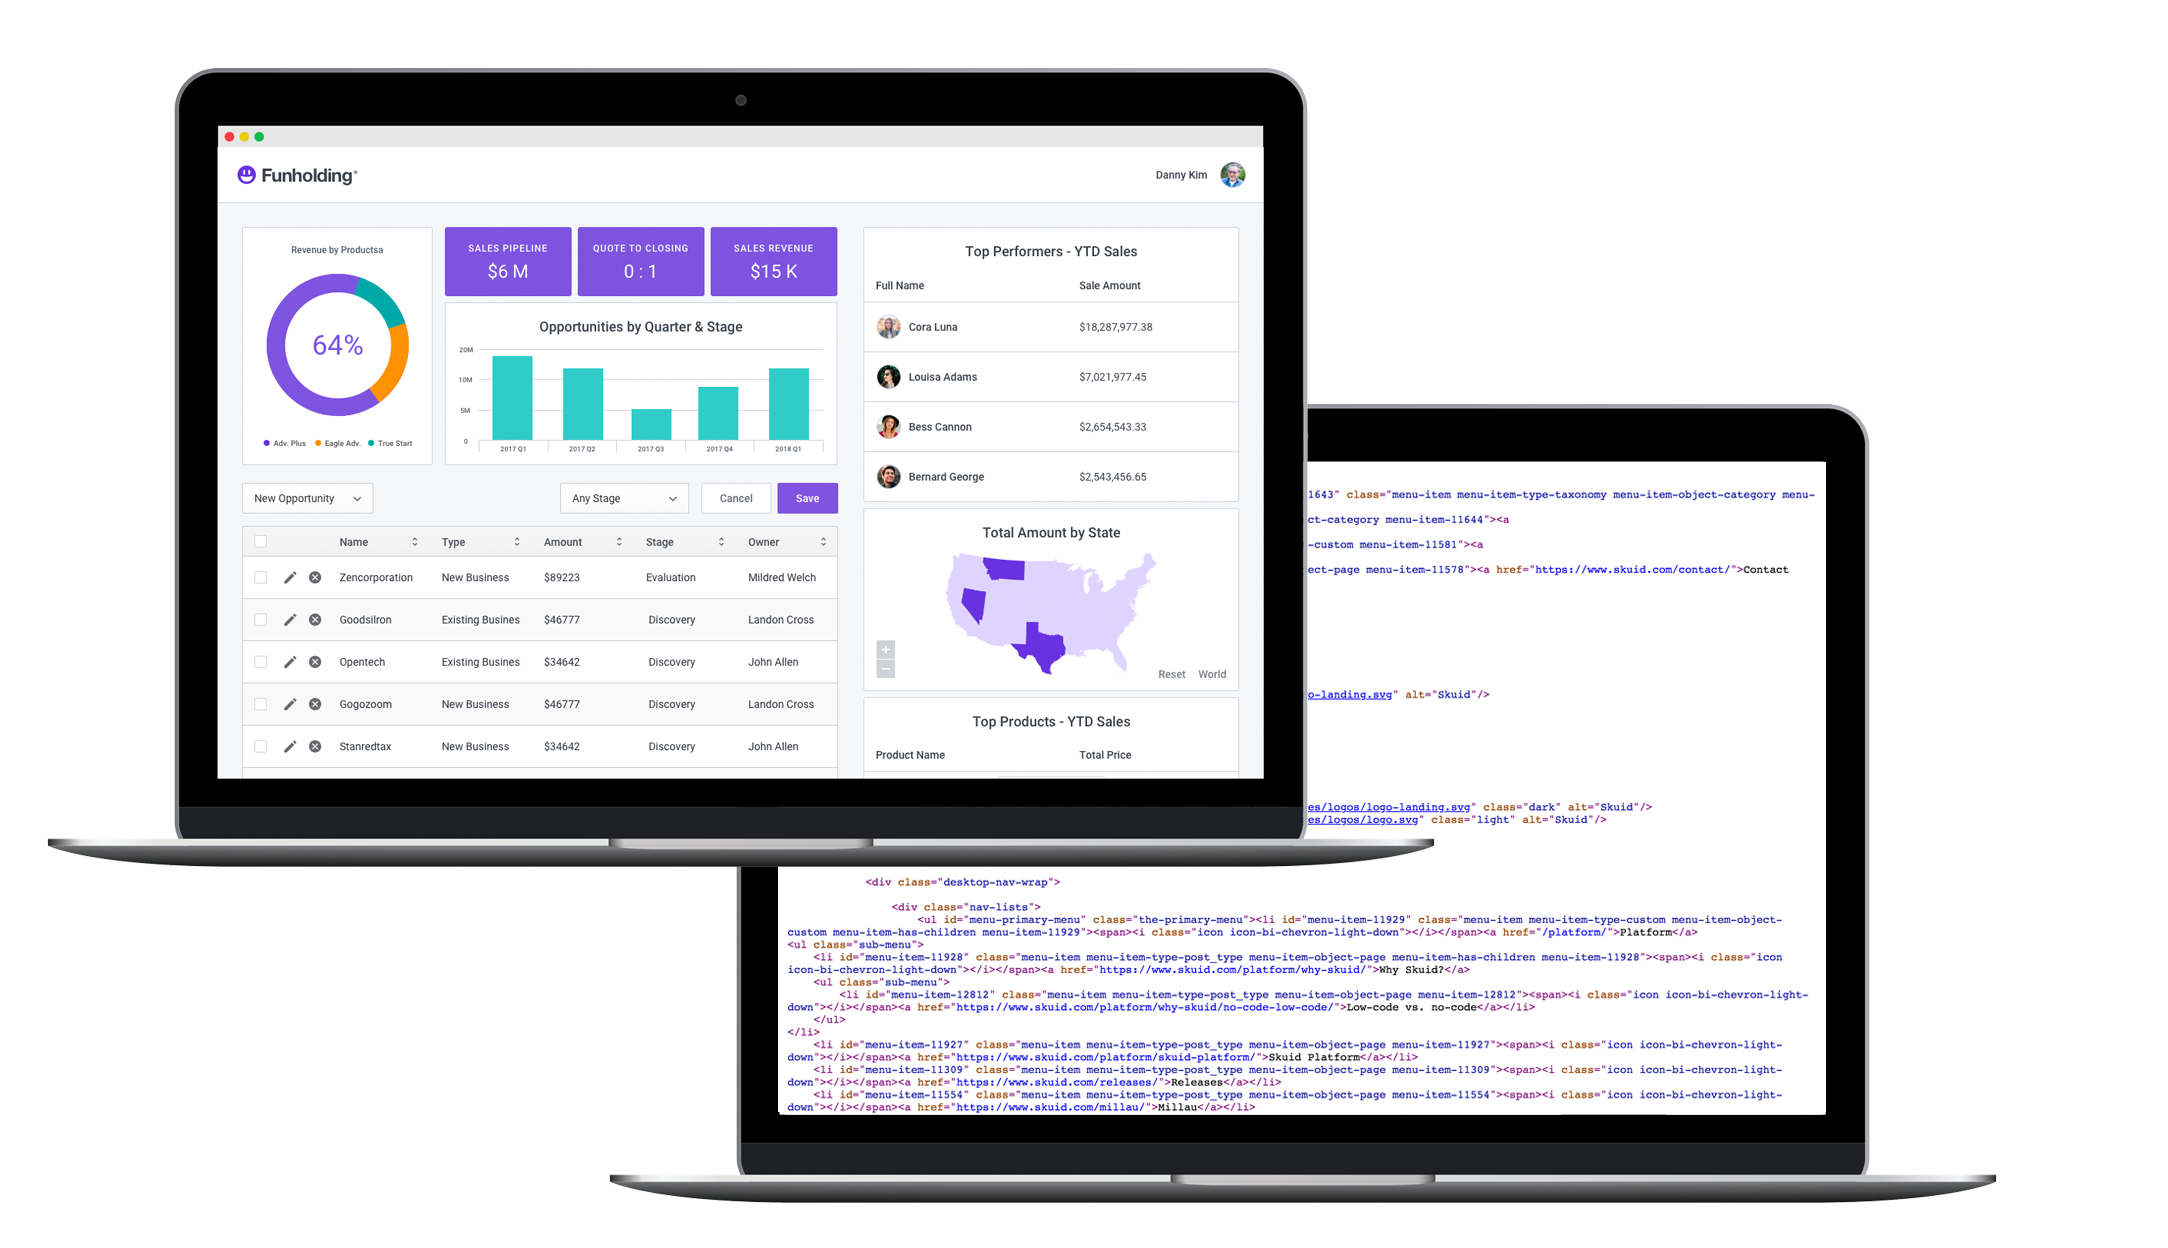 Funholding
Danny Kim
Revenue by Productsa
64%
Adv. Plus Eagle Adv. True Start
SALES PIPELINE
$6 M
QUOTE TO CLOSING
0 : 1
SALES REVENUE
$15 K
Opportunities by Quarter & Stage
20M
10M
5M
0
2017 Q1 2017 Q2 2017 Q3 2017 Q4 2018 Q1
New Opportunity Any Stage Cancel Save
Name Type Amount Stage Owner
Zencorporation New Business $89223 Evaluation Mildred Welch
Goodsilron Existing Busines $46777 Discovery Landon Cross
Opentech Existing Busines $34642 Discovery John Allen
Gogozoom New Business $46777 Discovery Landon Cross
Stanredtax New Business $34642 Discovery John Allen
Top Performers - YTD Sales
Full Name Sale Amount
Cora Luna $18,287,977.38
Louisa Adams $7,021,977.45
Bess Cannon $2,654,543.33
Bernard George $2,543,456.65
Total Amount by State
+
−
Reset World
Top Products - YTD Sales
Product Name Total Price
1643" class="menu-item menu-item-type-taxonomy menu-item-object-category menu-
ct-category menu-item-11644"><a
-custom menu-item-11581"><a
ect-page menu-item-11578"><a href="https://www.skuid.com/contact/">Contact
o-landing.svg" alt="Skuid"/>
es/logos/logo-landing.svg" class="dark" alt="Skuid"/>
es/logos/logo.svg" class="light" alt="Skuid"/>
<div class="desktop-nav-wrap">
<div class="nav-lists">
<ul id="menu-primary-menu" class="the-primary-menu"><li id="menu-item-11929" class="menu-item menu-item-type-custom menu-item-object-
custom menu-item-has-children menu-item-11929"><span><i class="icon icon-bi-chevron-light-down"></i></span><a href="/platform/">Platform</a>
<ul class="sub-menu">
<li id="menu-item-11928" class="menu-item menu-item-type-post_type menu-item-object-page menu-item-has-children menu-item-11928"><span><i class="icon
icon-bi-chevron-light-down"></i></span><a href="https://www.skuid.com/platform/why-skuid/">Why Skuid?</a>
<ul class="sub-menu">
<li id="menu-item-12812" class="menu-item menu-item-type-post_type menu-item-object-page menu-item-12812"><span><i class="icon icon-bi-chevron-light-
down"></i></span><a href="https://www.skuid.com/platform/why-skuid/no-code-low-code/">Low-code vs. no-code</a></li>
</ul>
</li>
<li id="menu-item-11927" class="menu-item menu-item-type-post_type menu-item-object-page menu-item-11927"><span><i class="icon icon-bi-chevron-light-
down"></i></span><a href="https://www.skuid.com/platform/skuid-platform/">Skuid Platform</a></li>
<li id="menu-item-11309" class="menu-item menu-item-type-post_type menu-item-object-page menu-item-11309"><span><i class="icon icon-bi-chevron-light-
down"></i></span><a href="https://www.skuid.com/releases/">Releases</a></li>
<li id="menu-item-11554" class="menu-item menu-item-type-post_type menu-item-object-page menu-item-11554"><span><i class="icon icon-bi-chevron-light-
down"></i></span><a href="https://www.skuid.com/millau/">Millau</a></li>